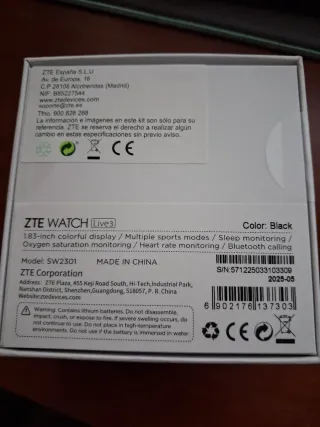 ZTE España S.L.U
Av. de Europa, 18
C.P 28108 Alcobendas (Madrid)
NIF: B85227544
www.ztedevices.com
soporte@zte.es
Tfno: 900 828 268
La información e imágenes en este kit son sólo para su
referencia. ZTE se reserva el derecho a realizar algún
cambio en estas especificaciones sin previo aviso.
CE
ZTE WATCH Live3
Color: Black
1.83-inch colorful display / Multiple sports modes / Sleep monitoring /
Oxygen saturation monitoring / Heart rate monitoring / Bluetooth calling
Model: SW2301 MADE IN CHINA
ZTE Corporation
S/N:571225033103309
2025-05
Address: ZTE Plaza, #55 Keji Road South, Hi-Tech,Industrial Park,
Nanshan District, Shenzhen,Guangdong, 518057, P. R. China
Website:ztedevices.com
6 902176 137303
Warning: Contains lithium batteries. Do not disassemble,
impact, crush, or expose to fire. If severe swelling occurs, do
not continue to use. Do not place in high-temperature
environments. Do not use if the battery is immersed in water.
CE